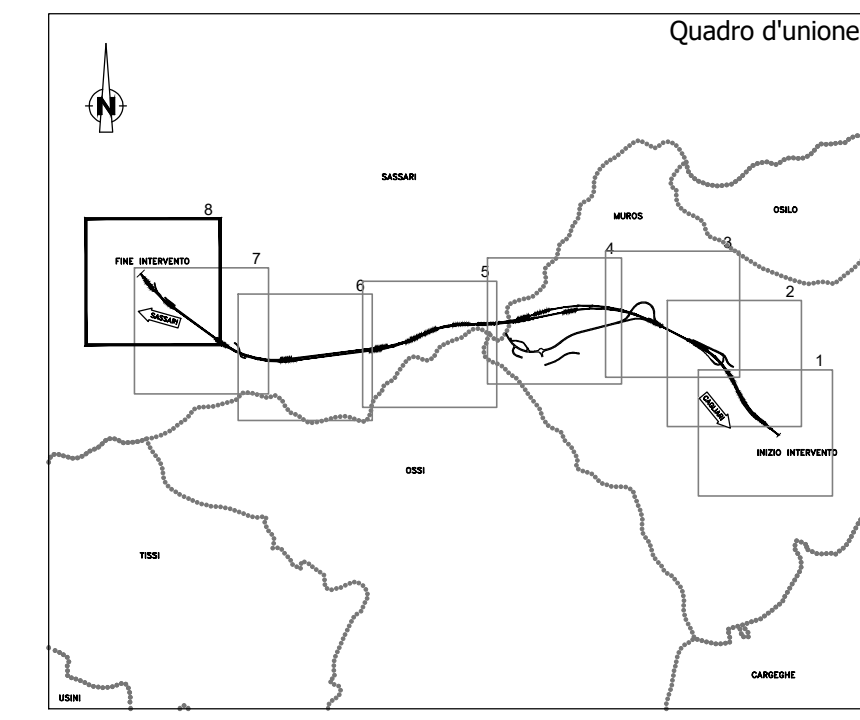 Quadro d'unione
N
SASSARI
OSILO
MUROS
8
FINE INTERVENTO
7
6
5
4
3
2
1
SASSARI
CAGLIARI
INIZIO INTERVENTO
OSSI
TISSI
CARGEGHE
USINI